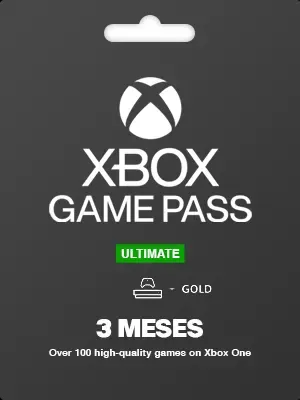 XBOX
GAME PASS
ULTIMATE
- GOLD
3 MESES
Over 100 high-quality games on Xbox One